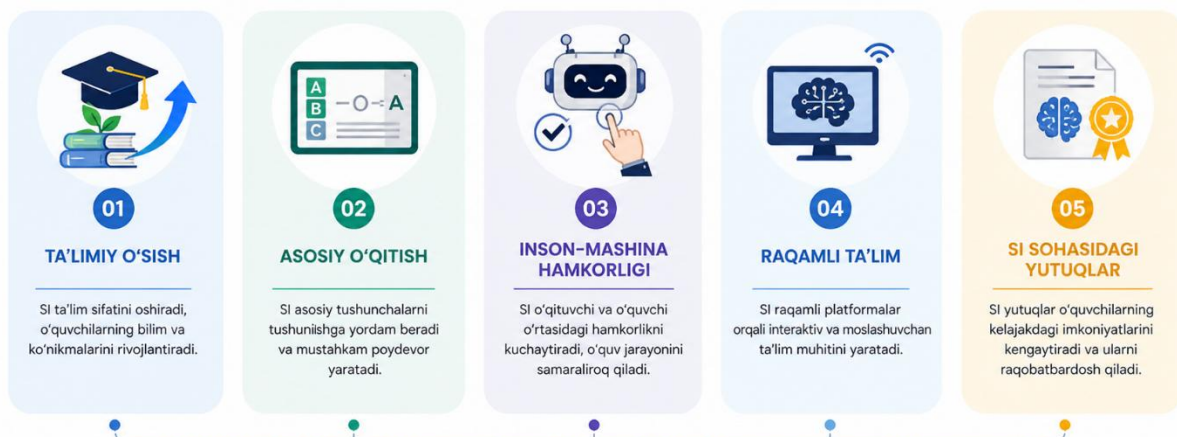 A
B
C
O
A
01
TA'LIMIY O‘SISH
SI ta'lim sifatini oshiradi,
o‘quvchilarning bilim va
ko‘nikmalarini rivojlantiradi.
02
ASOSIY O‘QITISH
SI asosiy tushunchalarni
tushunishga yordam beradi
va mustahkam poydevor
yaratadi.
03
INSON-MASHINA
HAMKORLIGI
SI o‘qituvchi va o‘quvchi
o‘rtasidagi hamkorlikni
kuchaytiradi, o‘quv jarayonini
samaraliroq qiladi.
04
RAQAMLI TA'LIM
SI raqamli platformalar
orqali interaktiv va moslashuvchan
ta'lim muhitini yaratadi.
05
SI SOHASIDAGI
YUTUQLAR
SI yutuqlar o‘quvchilarning
kelajakdagi imkoniyatlarini
kengaytiradi va ularni
raqobatbardosh qiladi.